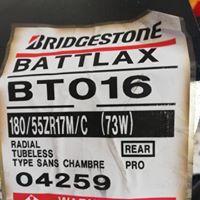 BRIDGESTONE
BATTLAX
BT016
180/55ZR17M/C (73W)
RADIAL
TUBELESS REAR
TYPE SANS CHAMBRE PRO
04259